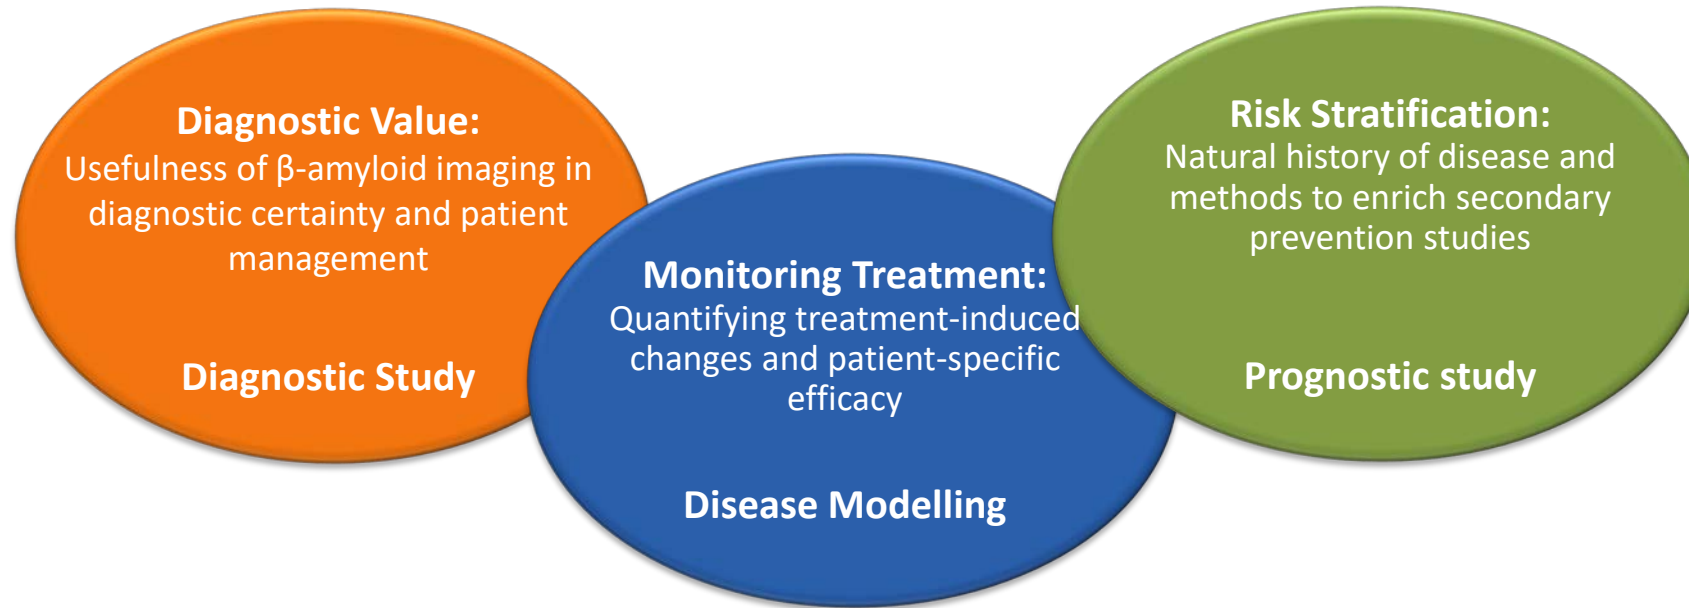 Diagnostic Value:
Usefulness of β-amyloid imaging in
diagnostic certainty and patient
management
Diagnostic Study
Monitoring Treatment:
Quantifying treatment-induced
changes and patient-specific
efficacy
Disease Modelling
Risk Stratification:
Natural history of disease and
methods to enrich secondary
prevention studies
Prognostic study